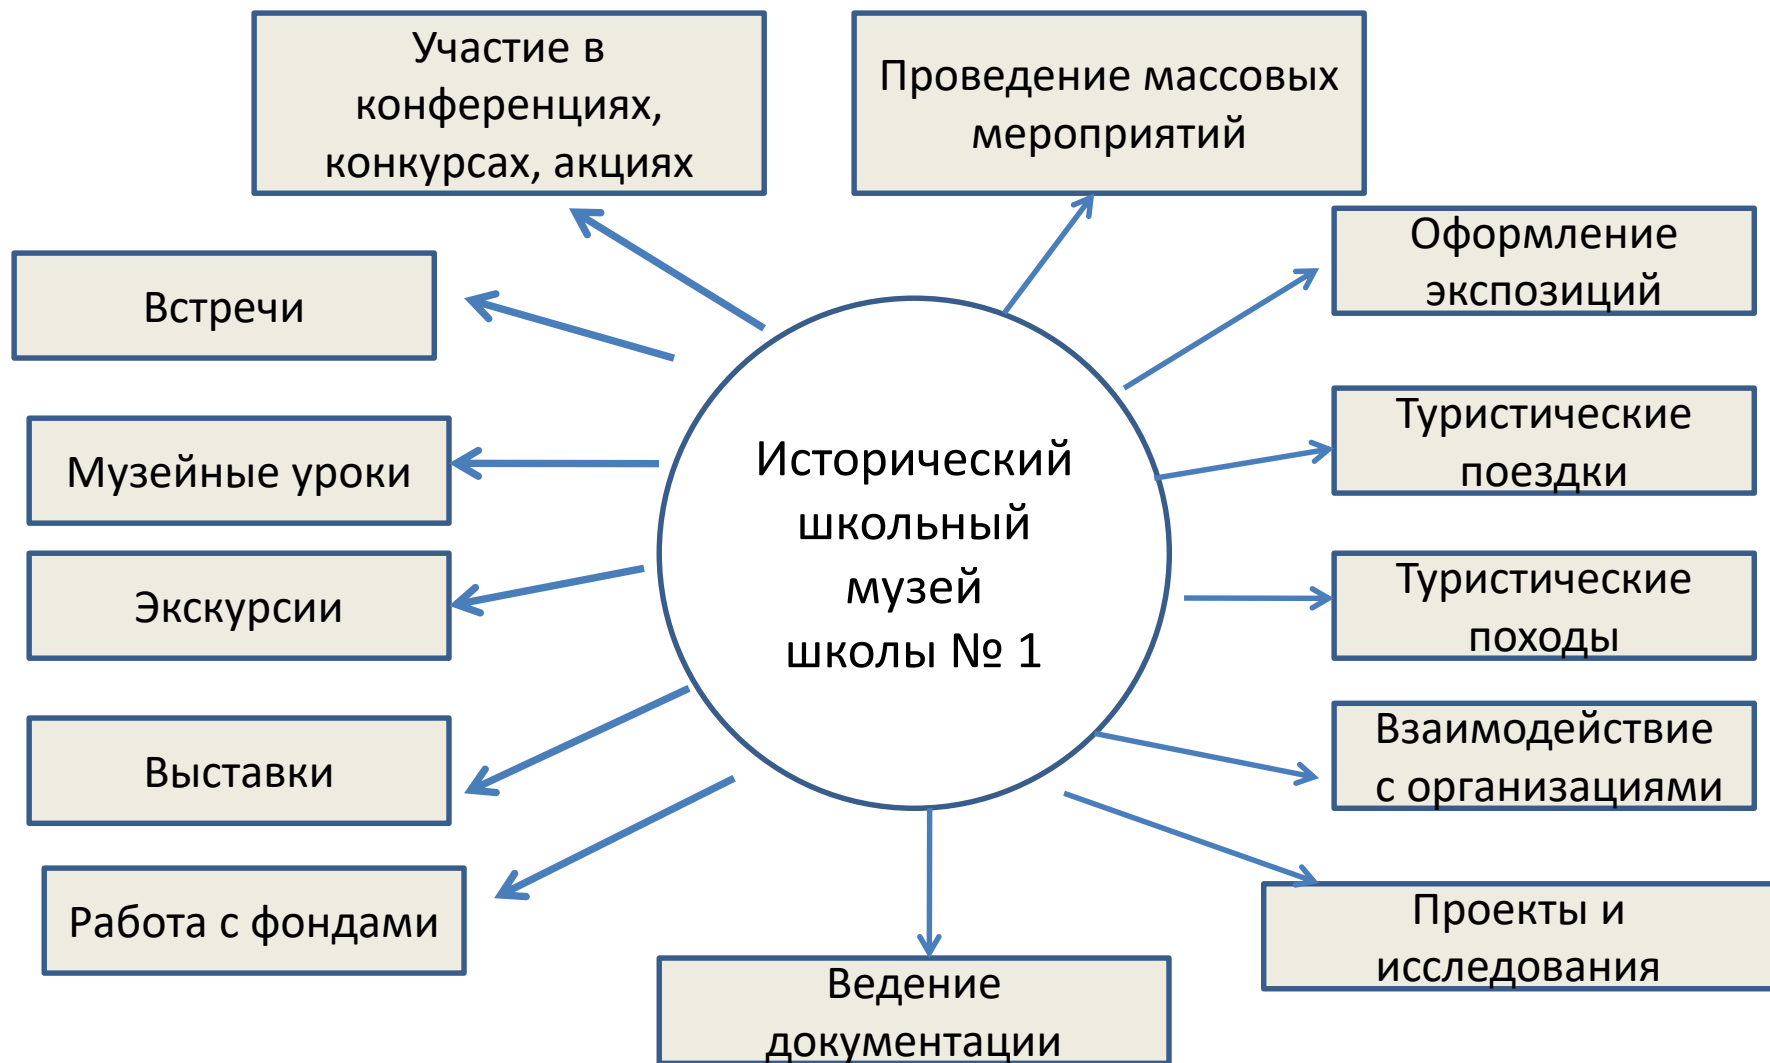 Участие в
конференциях,
конкурсах, акциях
Проведение массовых
мероприятий
Встречи
Оформление
экспозиций
Музейные уроки
Туристические
поездки
Исторический
школьный
музей
школы № 1
Экскурсии
Туристические
походы
Выставки
Взаимодействие
с организациями
Работа с фондами
Проекты и
исследования
Ведение
документации